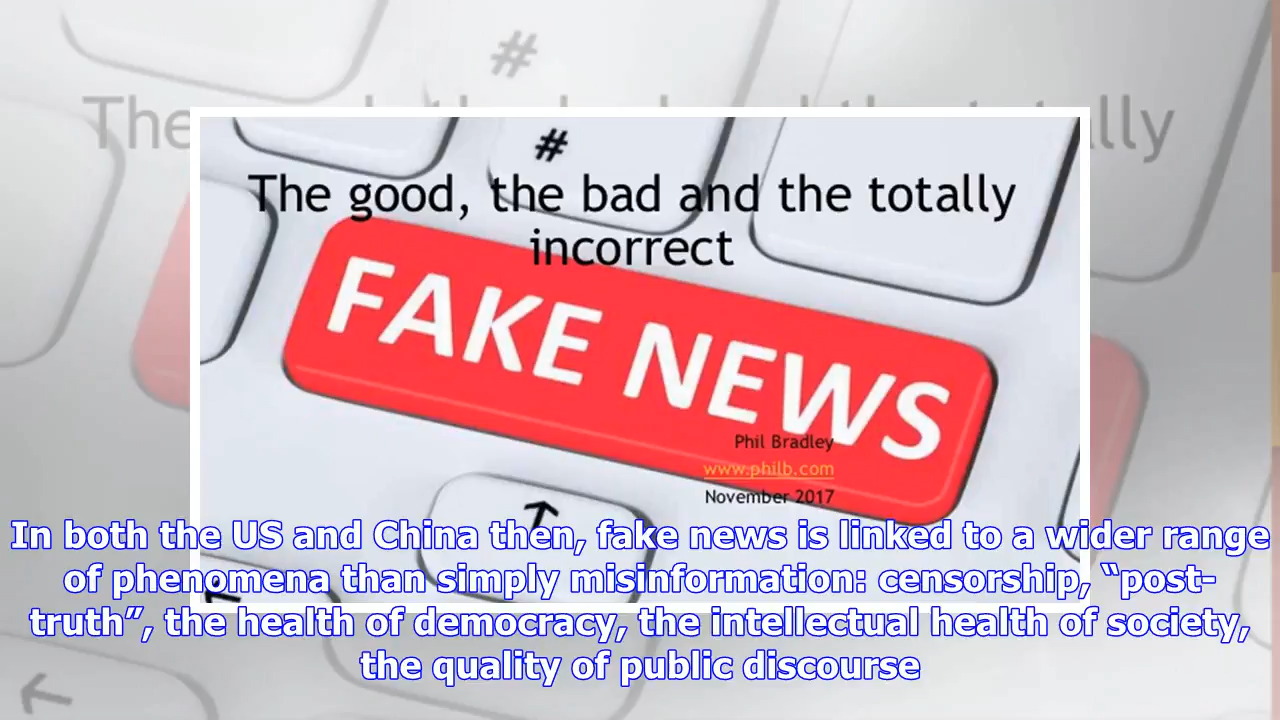 #
The good, the bad and the totally
incorrect
FAKE NEWS
Phil Bradley
www.philb.com
November 2017
In both the US and China then, fake news is linked to a wider range
of phenomena than simply misinformation: censorship, “post-
truth”, the health of democracy, the intellectual health of society,
the quality of public discourse